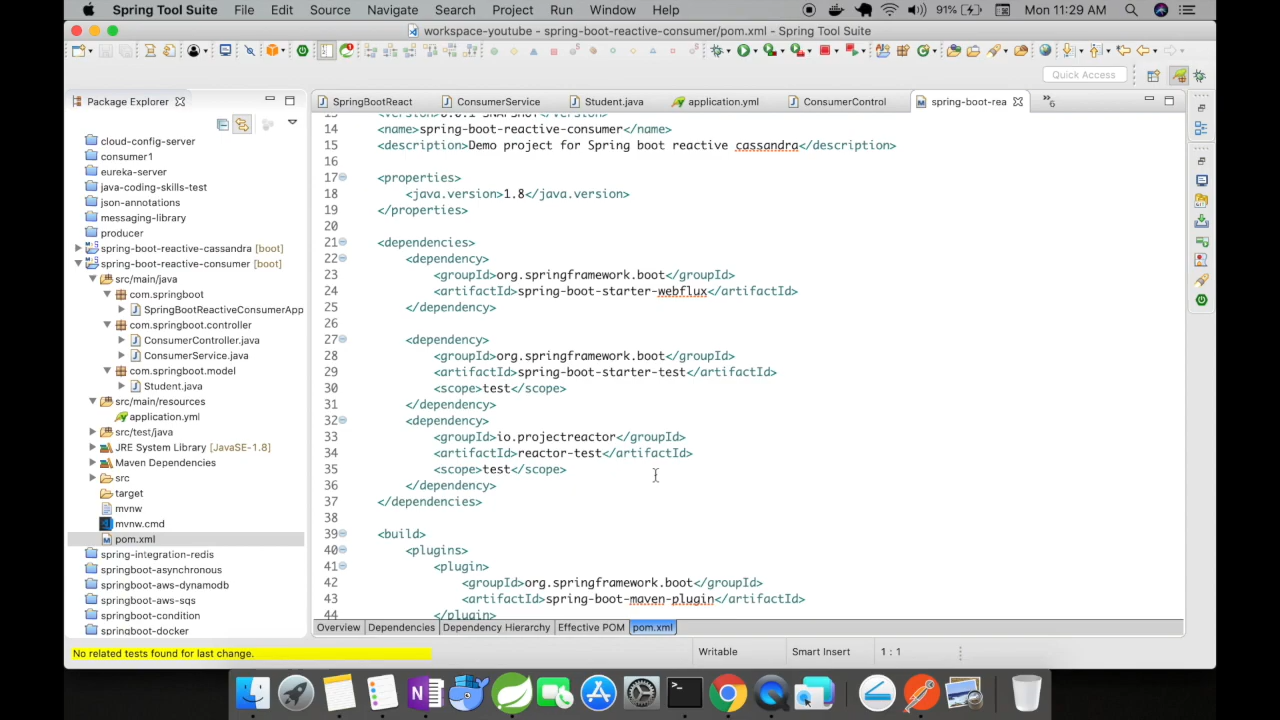 Spring Tool Suite File Edit Source Navigate Search Project Run Window Help 9% Mon 11:29 AM
workspace-youtube - spring-boot-reactive-consumer/pom.xml - Spring Tool Suite
Quick Access
Package Explorer
cloud-config-server
consumer1
eureka-server
java-coding-skills-test
json-annotations
messaging-library
producer
spring-boot-reactive-cassandra [boot]
spring-boot-reactive-consumer [boot]
src/main/java
com.springboot
SpringBootReactiveConsumerApp
com.springboot.controller
ConsumerController.java
ConsumerService.java
com.springboot.model
Student.java
src/main/resources
application.yml
src/test/java
JRE System Library [JavaSE-1.8]
Maven Dependencies
src
target
mvnw
mvnw.cmd
pom.xml
spring-integration-redis
springboot-asynchronous
springboot-aws-dynamodb
springboot-aws-sqs
springboot-condition
springboot-docker
SpringBootReact ConsumerService Student.java application.yml ConsumerControl spring-boot-rea 6
13 <version>0.0.1-SNAPSHOT</version>
14 <name>spring-boot-reactive-consumer</name>
15 <description>Demo project for Spring boot reactive cassandra</description>
16
17 <properties>
18 <java.version>1.8</java.version>
19 </properties>
20
21 <dependencies>
22 <dependency>
23 <groupId>org.springframework.boot</groupId>
24 <artifactId>spring-boot-starter-webflux</artifactId>
25 </dependency>
26
27 <dependency>
28 <groupId>org.springframework.boot</groupId>
29 <artifactId>spring-boot-starter-test</artifactId>
30 <scope>test</scope>
31 </dependency>
32 <dependency>
33 <groupId>io.projectreactor</groupId>
34 <artifactId>reactor-test</artifactId>
35 <scope>test</scope>
36 </dependency>
37 </dependencies>
38
39 <build>
40 <plugins>
41 <plugin>
42 <groupId>org.springframework.boot</groupId>
43 <artifactId>spring-boot-maven-plugin</artifactId>
44 </plugin>
Overview Dependencies Dependency Hierarchy Effective POM pom.xml
No related tests found for last change.
Writable Smart Insert 1 : 1